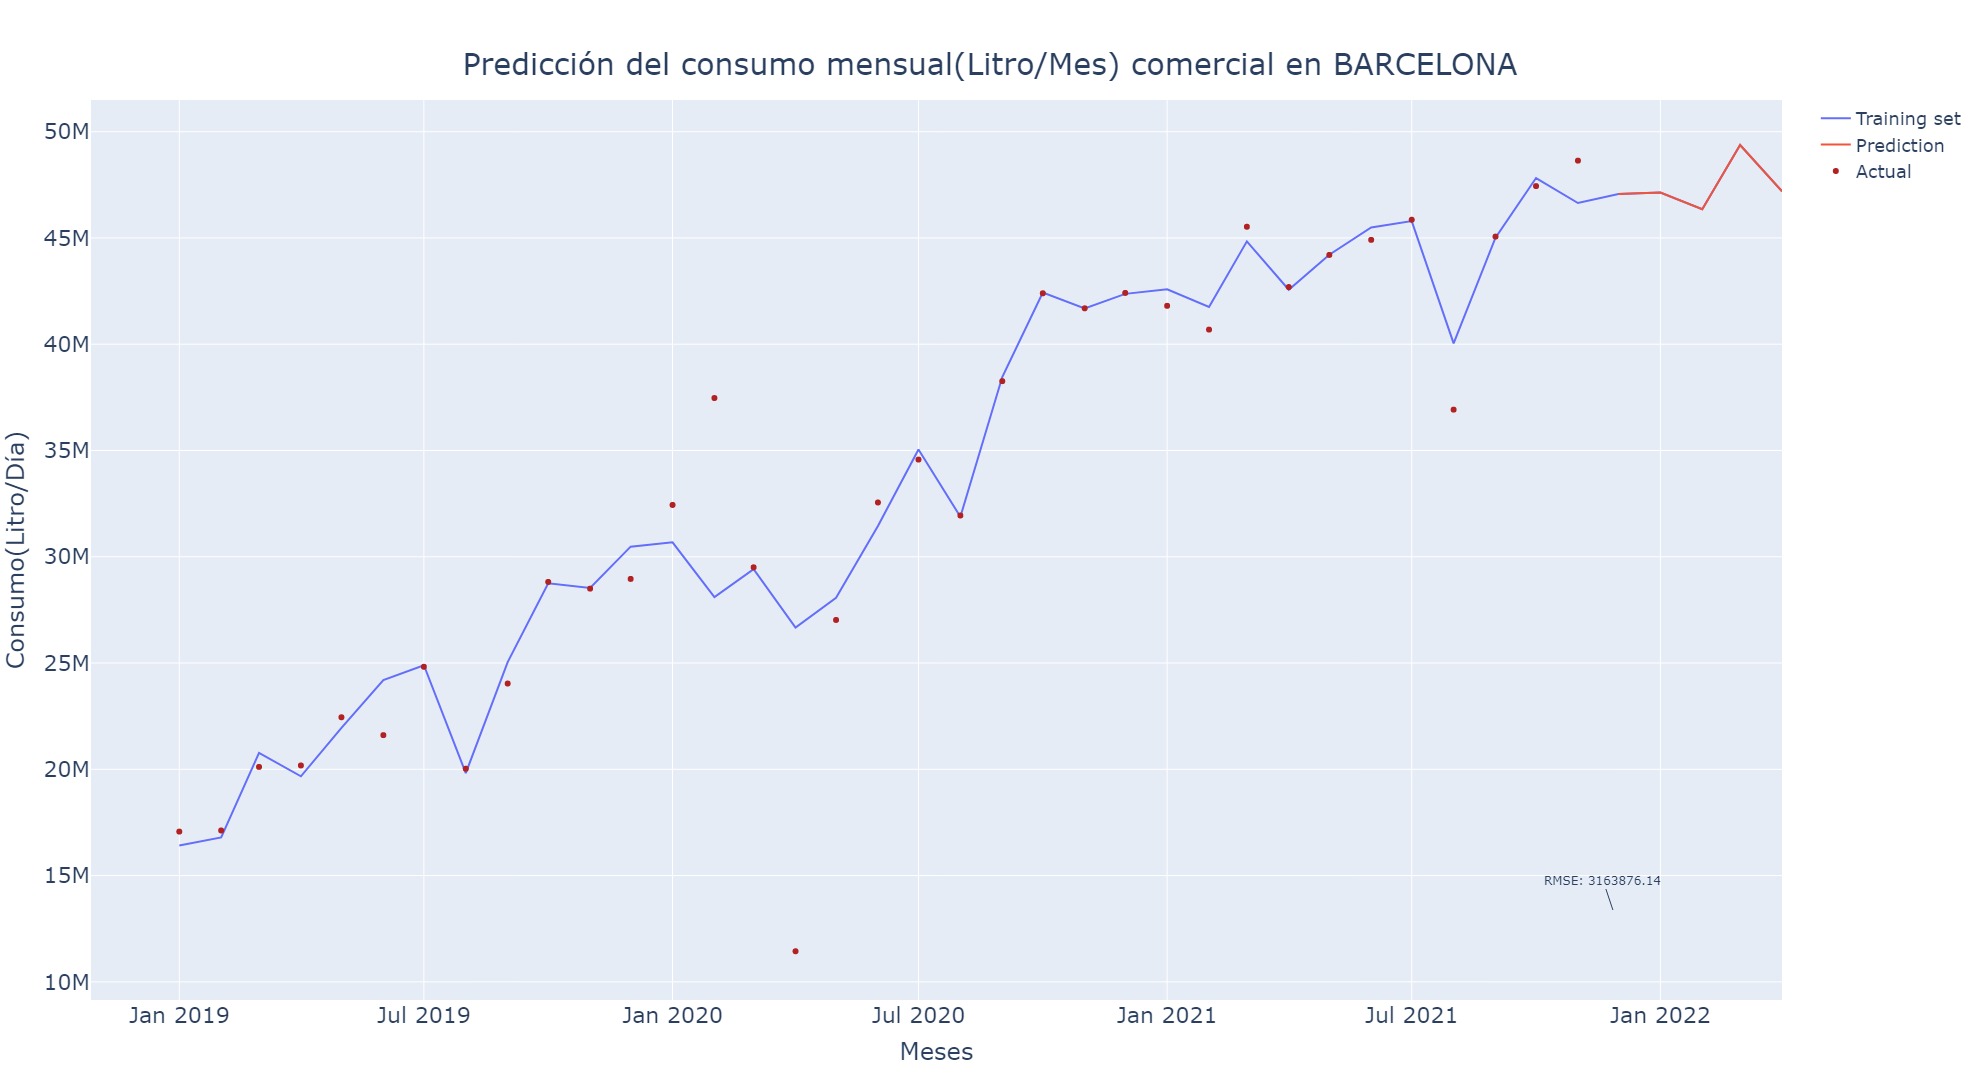 Predicción del consumo mensual(Litro/Mes) comercial en BARCELONA
Training set
Prediction
Actual
Consumo(Litro/Día)
50M
45M
40M
35M
30M
25M
20M
15M
10M
RMSE: 3163876.14
Jan 2019
Jul 2019
Jan 2020
Jul 2020
Jan 2021
Jul 2021
Jan 2022
Meses